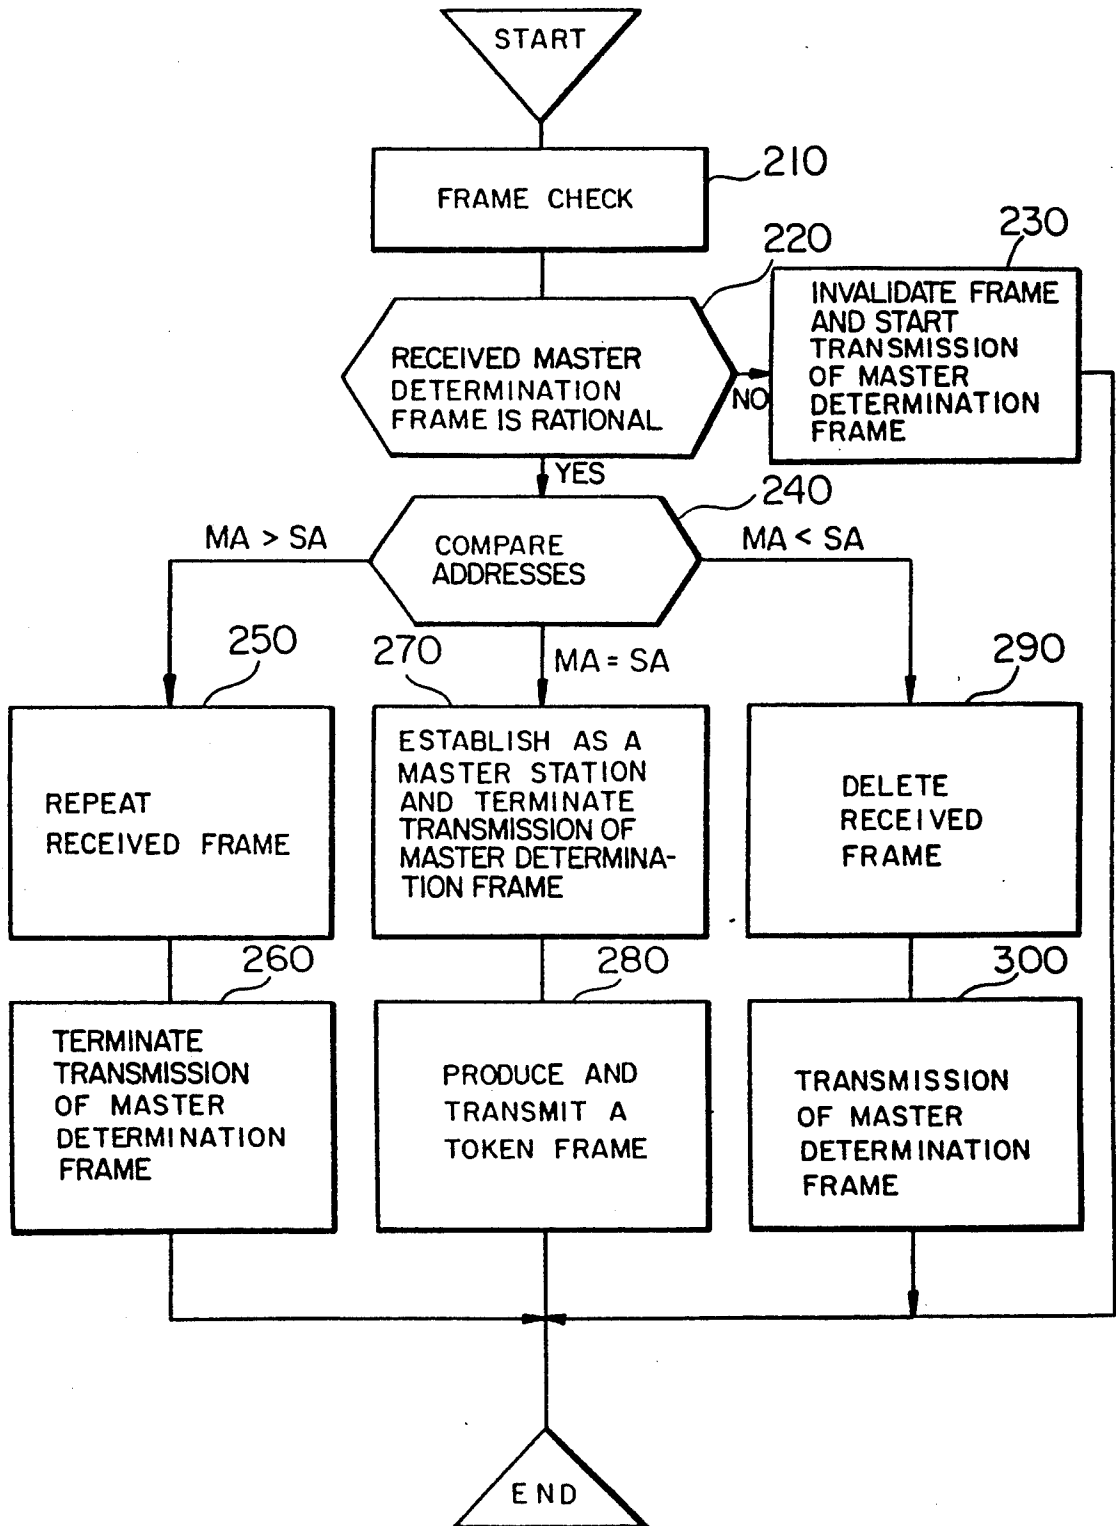 START
210
FRAME CHECK
220
230
RECEIVED MASTER
DETERMINATION
FRAME IS RATIONAL
NO
INVALIDATE FRAME
AND START
TRANSMISSION
OF MASTER
DETERMINATION
FRAME
YES
240
MA > SA
COMPARE
ADDRESSES
MA < SA
250
270
MA = SA
290
REPEAT
RECEIVED FRAME
ESTABLISH AS A
MASTER STATION
AND TERMINATE
TRANSMISSION OF
MASTER DETERMINA-
TION FRAME
DELETE
RECEIVED
FRAME
260
280
300
TERMINATE
TRANSMISSION
OF MASTER
DETERMINATION
FRAME
PRODUCE AND
TRANSMIT A
TOKEN FRAME
TRANSMISSION
OF MASTER
DETERMINATION
FRAME
END